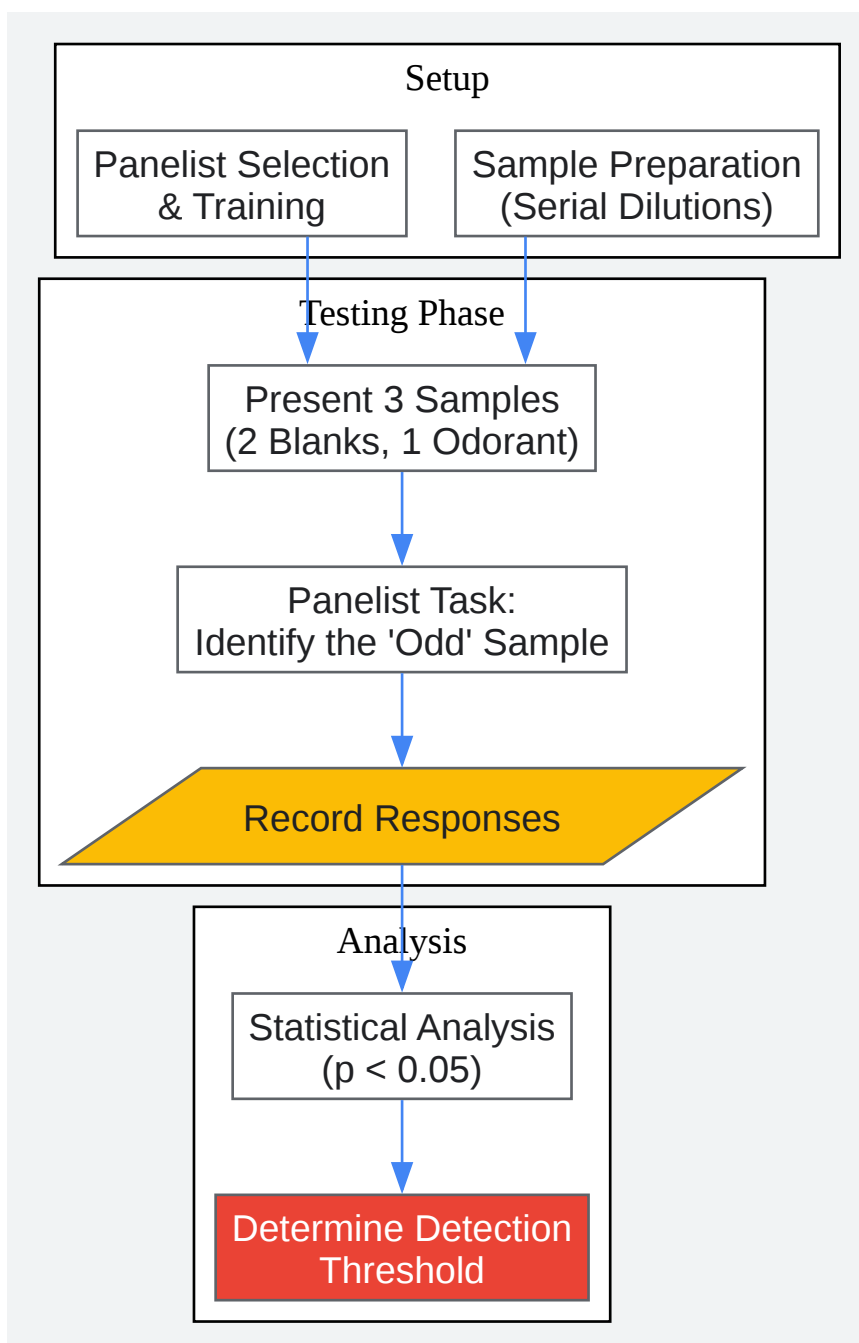 Setup
Panelist Selection
& Training
Sample Preparation
(Serial Dilutions)
Testing Phase
Present 3 Samples
(2 Blanks, 1 Odorant)
Panelist Task:
Identify the 'Odd' Sample
Record Responses
Analysis
Statistical Analysis
(p < 0.05)
Determine Detection
Threshold